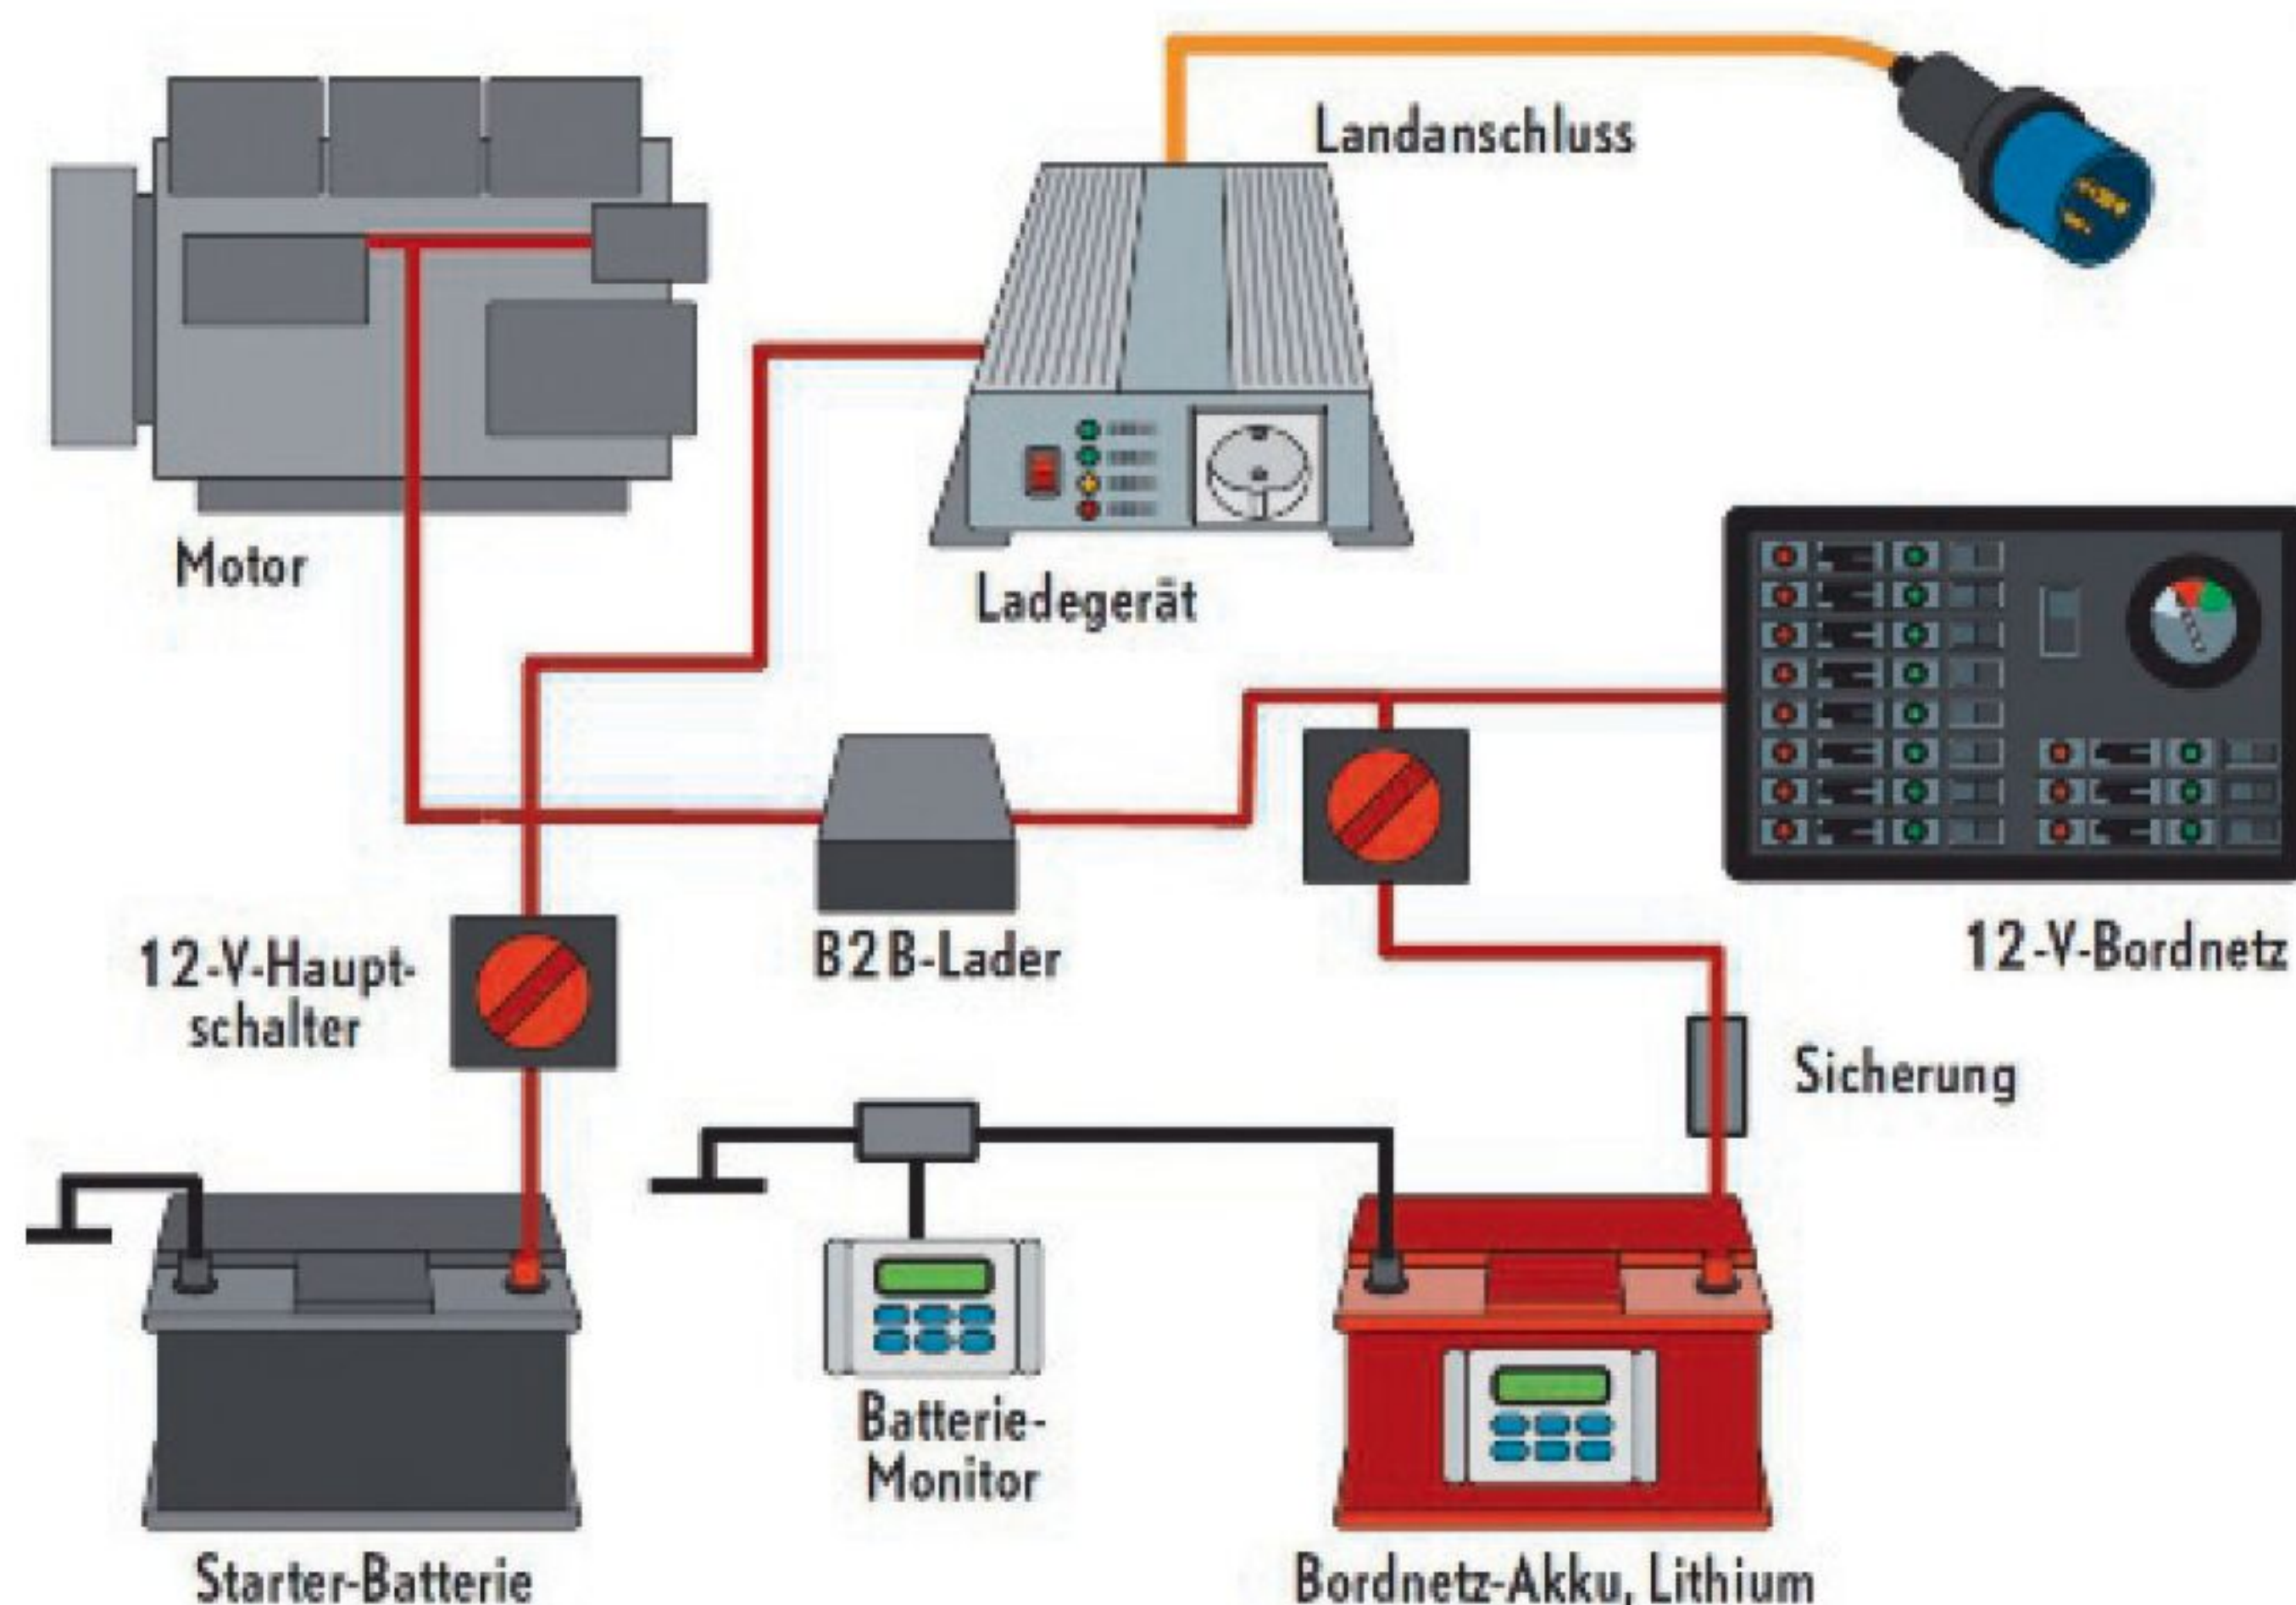 Landanschluss
Motor
Ladegerät
12-V-Haupt-
schalter
B2B-Lader
12-V-Bordnetz
Sicherung
Batterie-
Monitor
Starter-Batterie
Bordnetz-Akku, Lithium